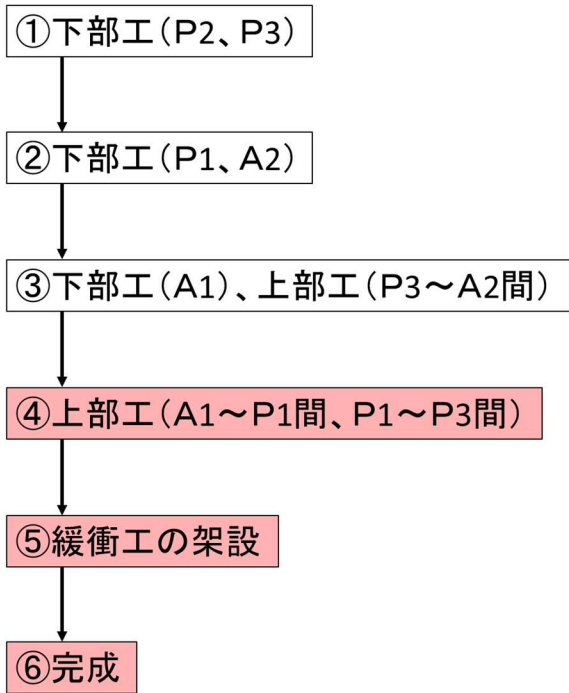 ①下部工(P2、P3)
②下部工(P1、A2)
③下部工(A1)、上部工(P3～A2間)
④上部工(A1～P1間、P1～P3間)
⑤緩衝工の架設
⑥完成